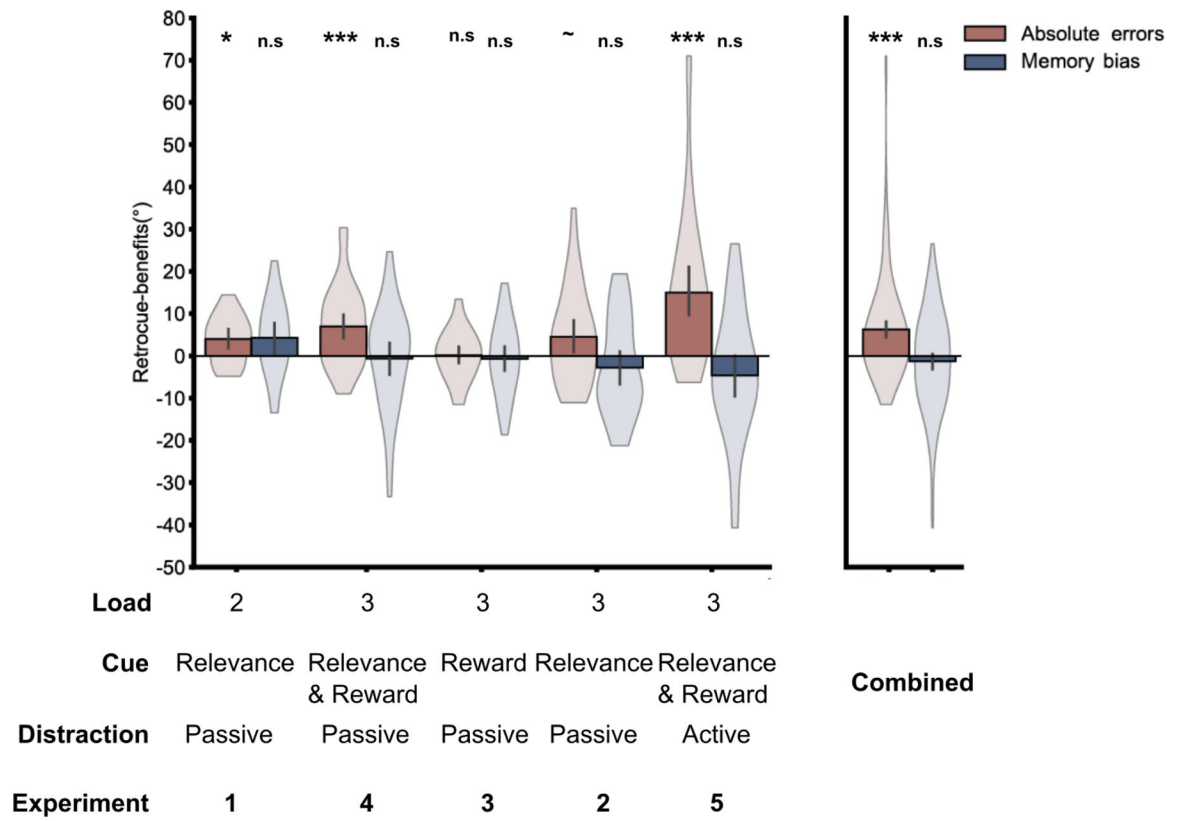 80
70
60
50
40
30
20
10
0
-10
-20
-30
-40
-50
Retrocue-benefits(°)
* n.s *** n.s n.s n.s ~ n.s *** n.s *** n.s
Absolute errors
Memory bias
Load 2 3 3 3 3
Cue Relevance Relevance Reward Relevance Relevance
& Reward & Reward
Combined
Distraction Passive Passive Passive Passive Active
Experiment 1 4 3 2 5